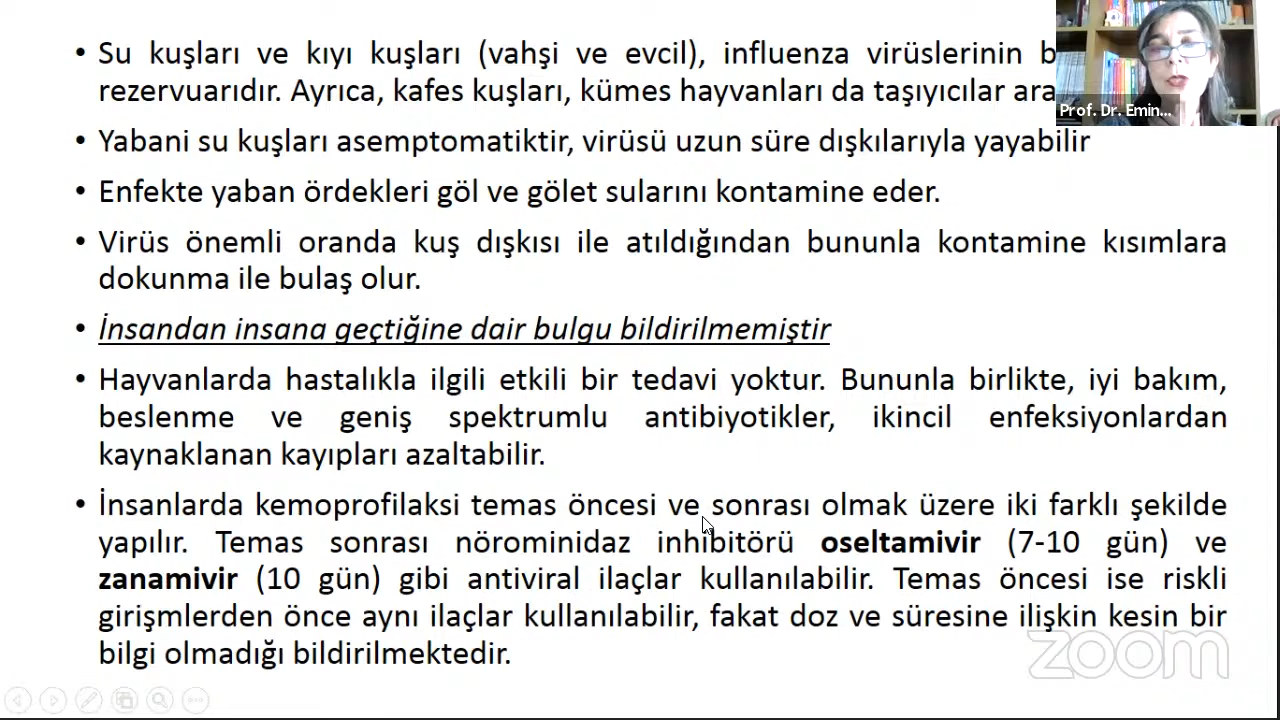 • Su kuşları ve kıyı kuşları (vahşi ve evcil), influenza virüslerinin
rezervuarıdır. Ayrıca, kafes kuşları, kümes hayvanları da taşıyıcılar
• Yabani su kuşları asemptomatiktir, virüsü uzun süre dışkılarıyla yayabilir
• Enfekte yaban ördekleri göl ve gölet sularını kontamine eder.
• Virüs önemli oranda kuş dışkısı ile atıldığından bununla kontamine kısımlara
dokunma ile bulaş olur.
• İnsandan insana geçtiğine dair bulgu bildirilmemiştir
• Hayvanlarda hastalıkla ilgili etkili bir tedavi yoktur. Bununla birlikte, iyi bakım,
beslenme ve geniş spektrumlu antibiyotikler, ikincil enfeksiyonlardan
kaynaklanan kayıpları azaltabilir.
• İnsanlarda kemoprofilaksi temas öncesi ve sonrası olmak üzere iki farklı şekilde
yapılır. Temas sonrası nörominidaz inhibitörü oseltamivir (7-10 gün) ve
zanamivir (10 gün) gibi antiviral ilaçlar kullanılabilir. Temas öncesi ise riskli
girişmlerden önce aynı ilaçlar kullanılabilir, fakat doz ve süresine ilişkin kesin bir
bilgi olmadığı bildirilmektedir.
Prof. Dr. Emin...
zoom